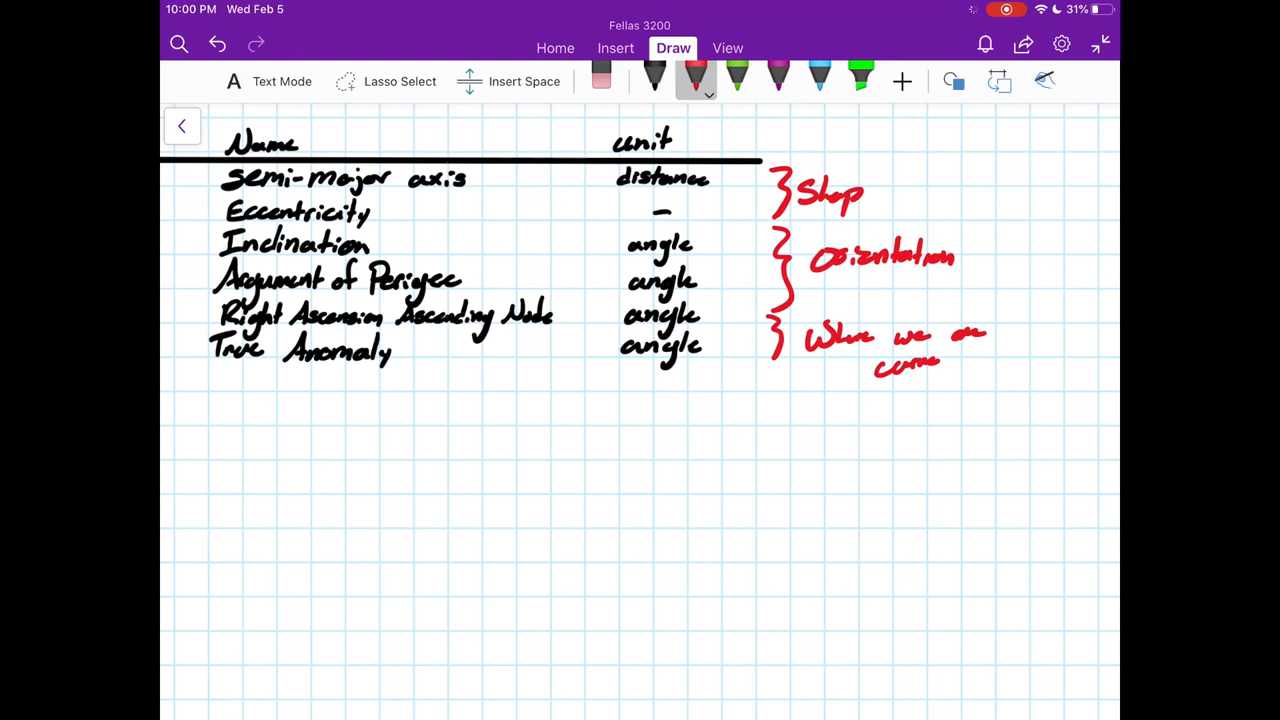 10:00 PM Wed Feb 5
31%
Fellas 3200
Home Insert Draw View
A Text Mode Lasso Select Insert Space
Name unit
semi-major axis distance
Eccentricity –
Inclination angle
Argument of Perigee angle
Right Ascension Ascending Node angle
True Anomaly angle
Shap
Orientation
Where we are
curve